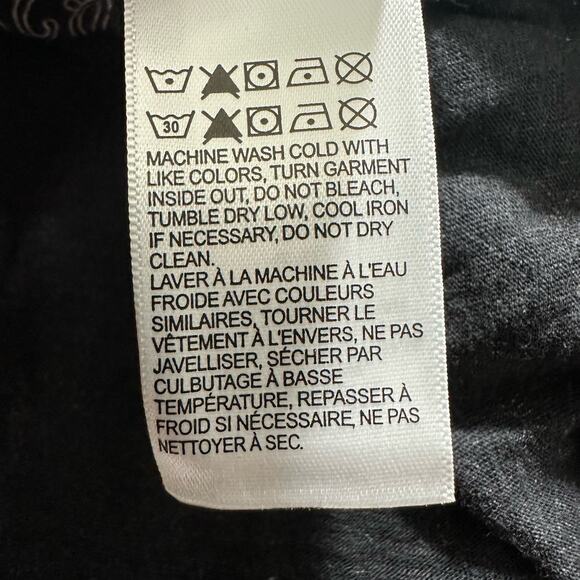 30
MACHINE WASH COLD WITH
LIKE COLORS, TURN GARMENT
INSIDE OUT, DO NOT BLEACH,
TUMBLE DRY LOW, COOL IRON
IF NECESSARY, DO NOT DRY
CLEAN.
LAVER À LA MACHINE À L'EAU
FROIDE AVEC COULEURS
SIMILAIRES, TOURNER LE
VÊTEMENT À L'ENVERS, NE PAS
JAVELLISER, SÉCHER PAR
CULBUTAGE À BASSE
TEMPÉRATURE, REPASSER À
FROID SI NÉCESSAIRE, NE PAS
NETTOYER À SEC.